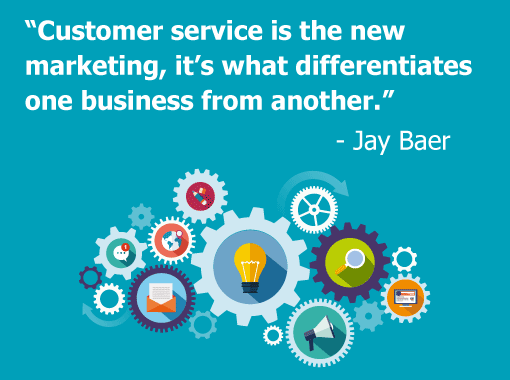 “Customer service is the new
marketing, it’s what differentiates
one business from another.”
- Jay Baer